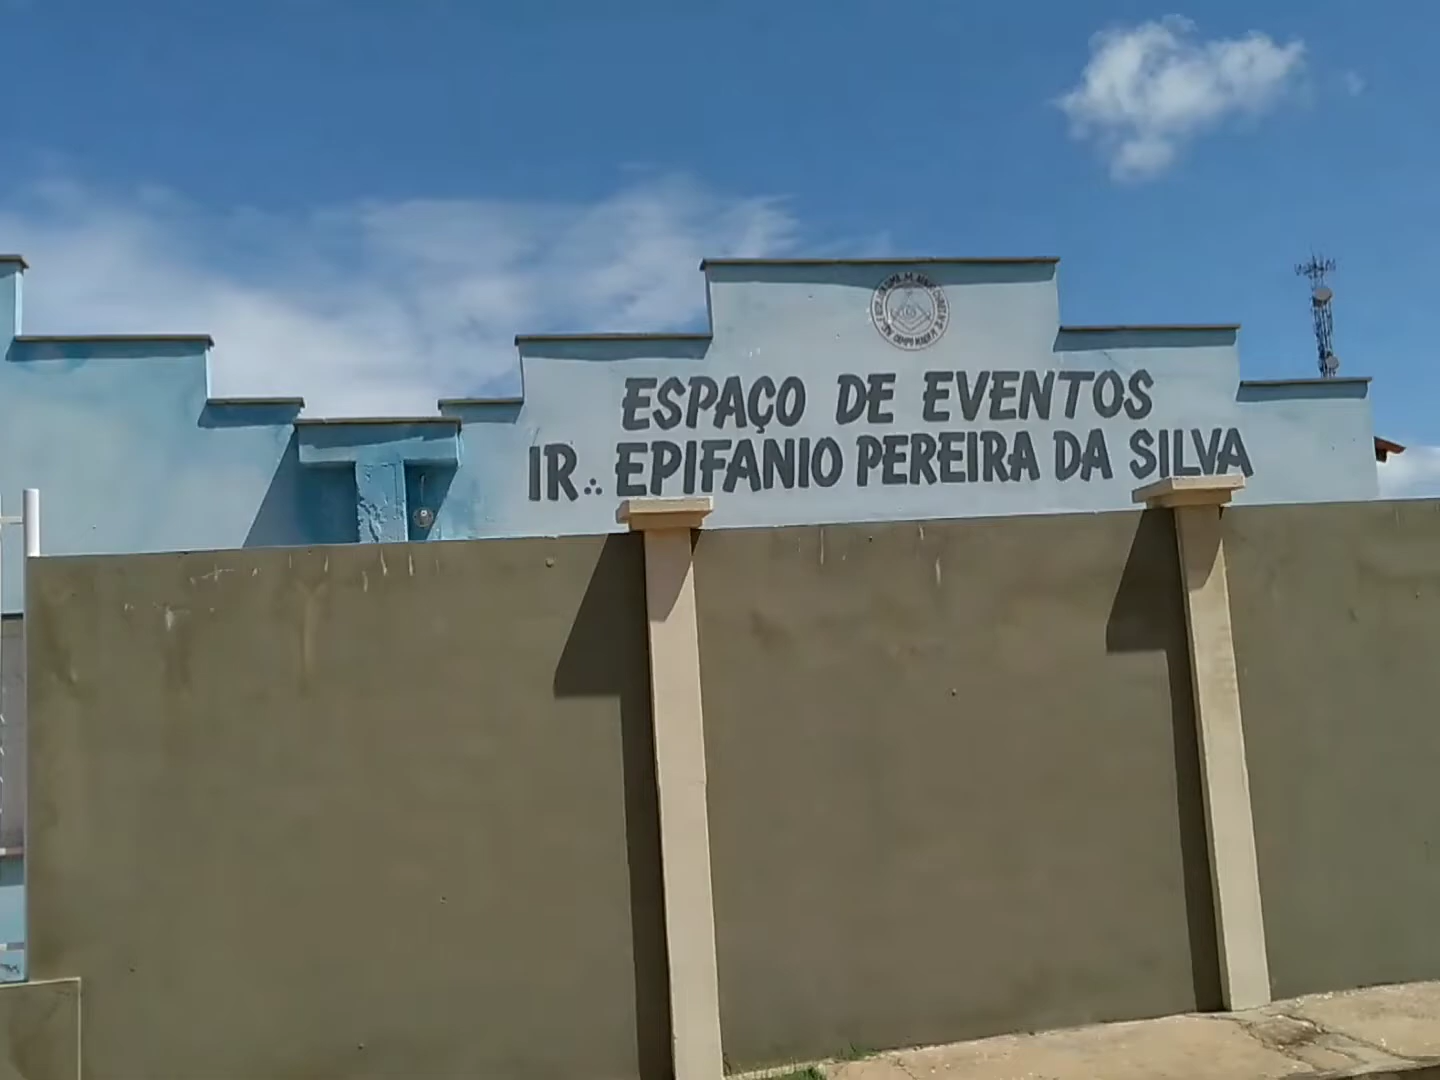 ESPAÇO DE EVENTOS
IR∴ EPIFANIO PEREIRA DA SILVA